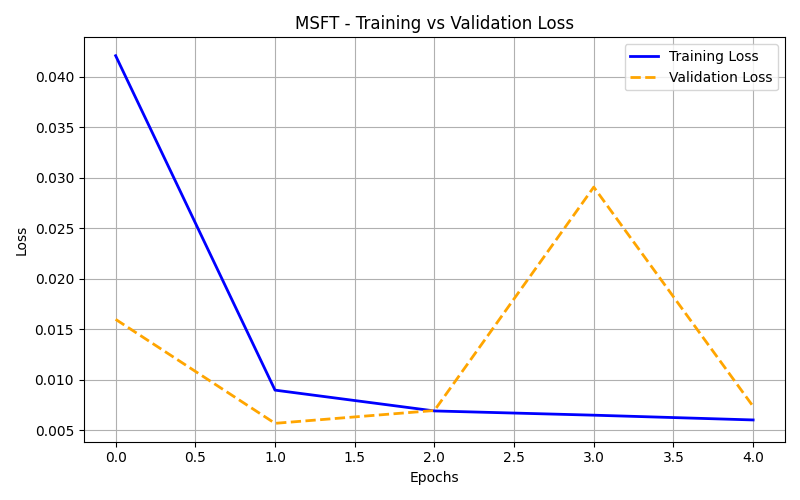 MSFT - Training vs Validation Loss
Training Loss
Validation Loss
Loss
0.040
0.035
0.030
0.025
0.020
0.015
0.010
0.005
0.0 0.5 1.0 1.5 2.0 2.5 3.0 3.5 4.0
Epochs